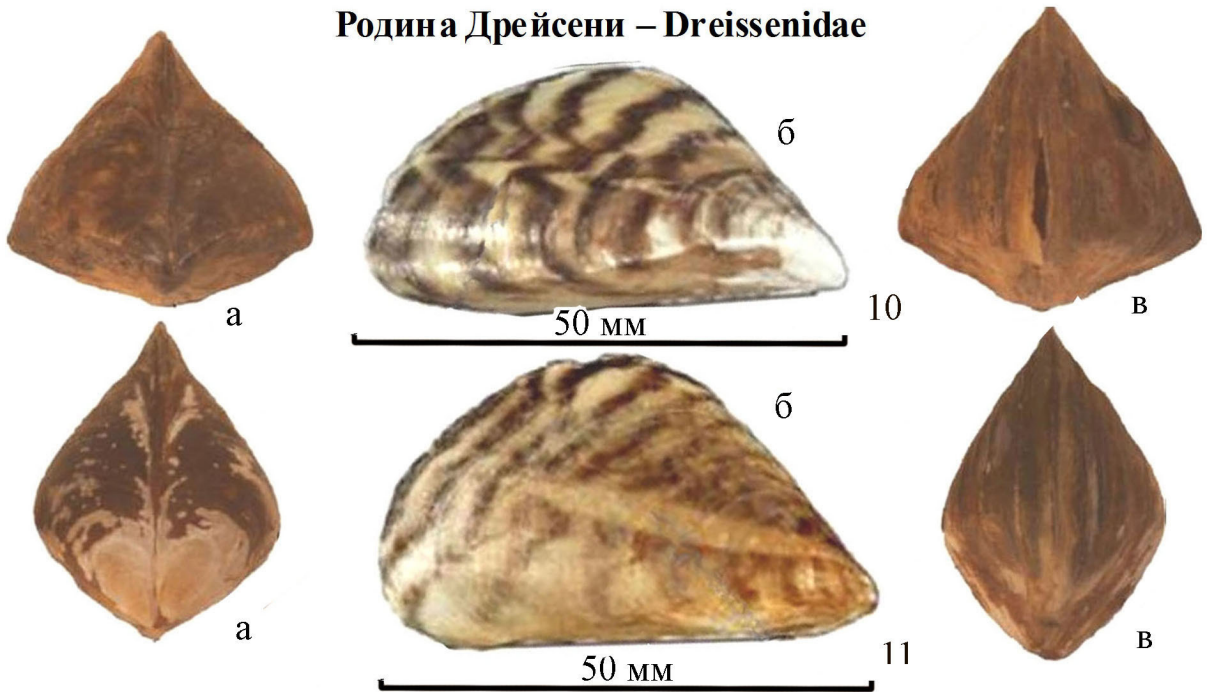 Родина Дрейсени – Dreissenidae
б
10
а
в
50 мм
б
11
а
в
50 мм